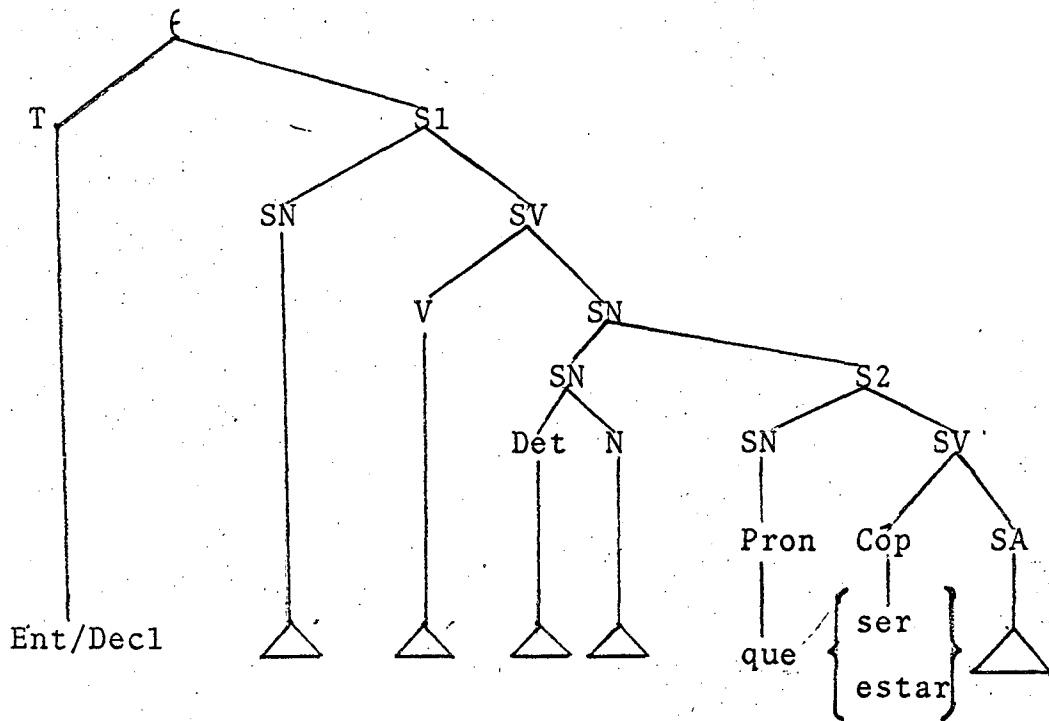 E
T S1
SN SV
V SN
SN S2
Det N SN SV
Pron Cop SA
Ent/Decl que ser
estar